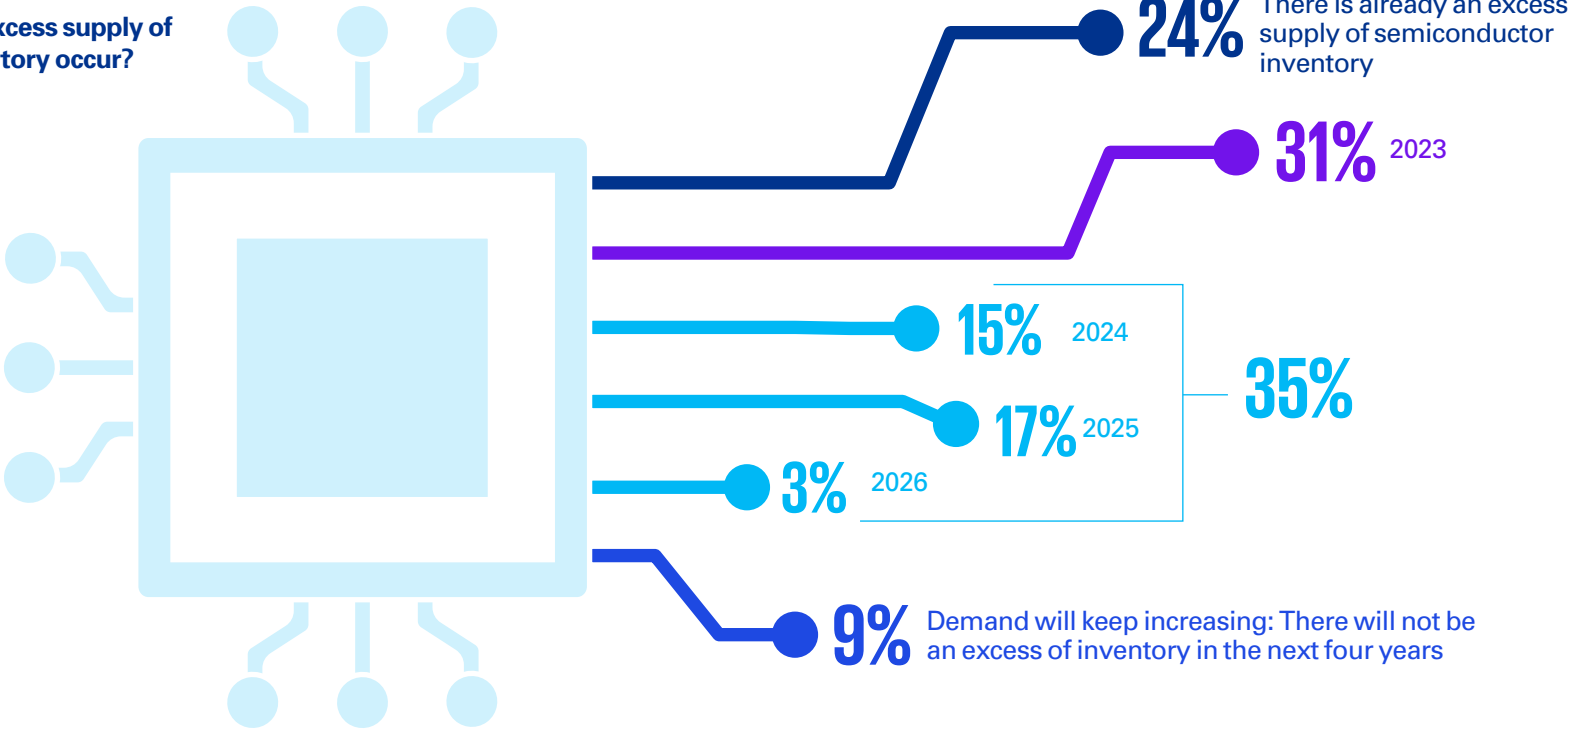 xcess supply of
tory occur?
24%
There is already an excess
supply of semiconductor
inventory
31% 2023
15% 2024
35%
17% 2025
3% 2026
9%
Demand will keep increasing: There will not be
an excess of inventory in the next four years